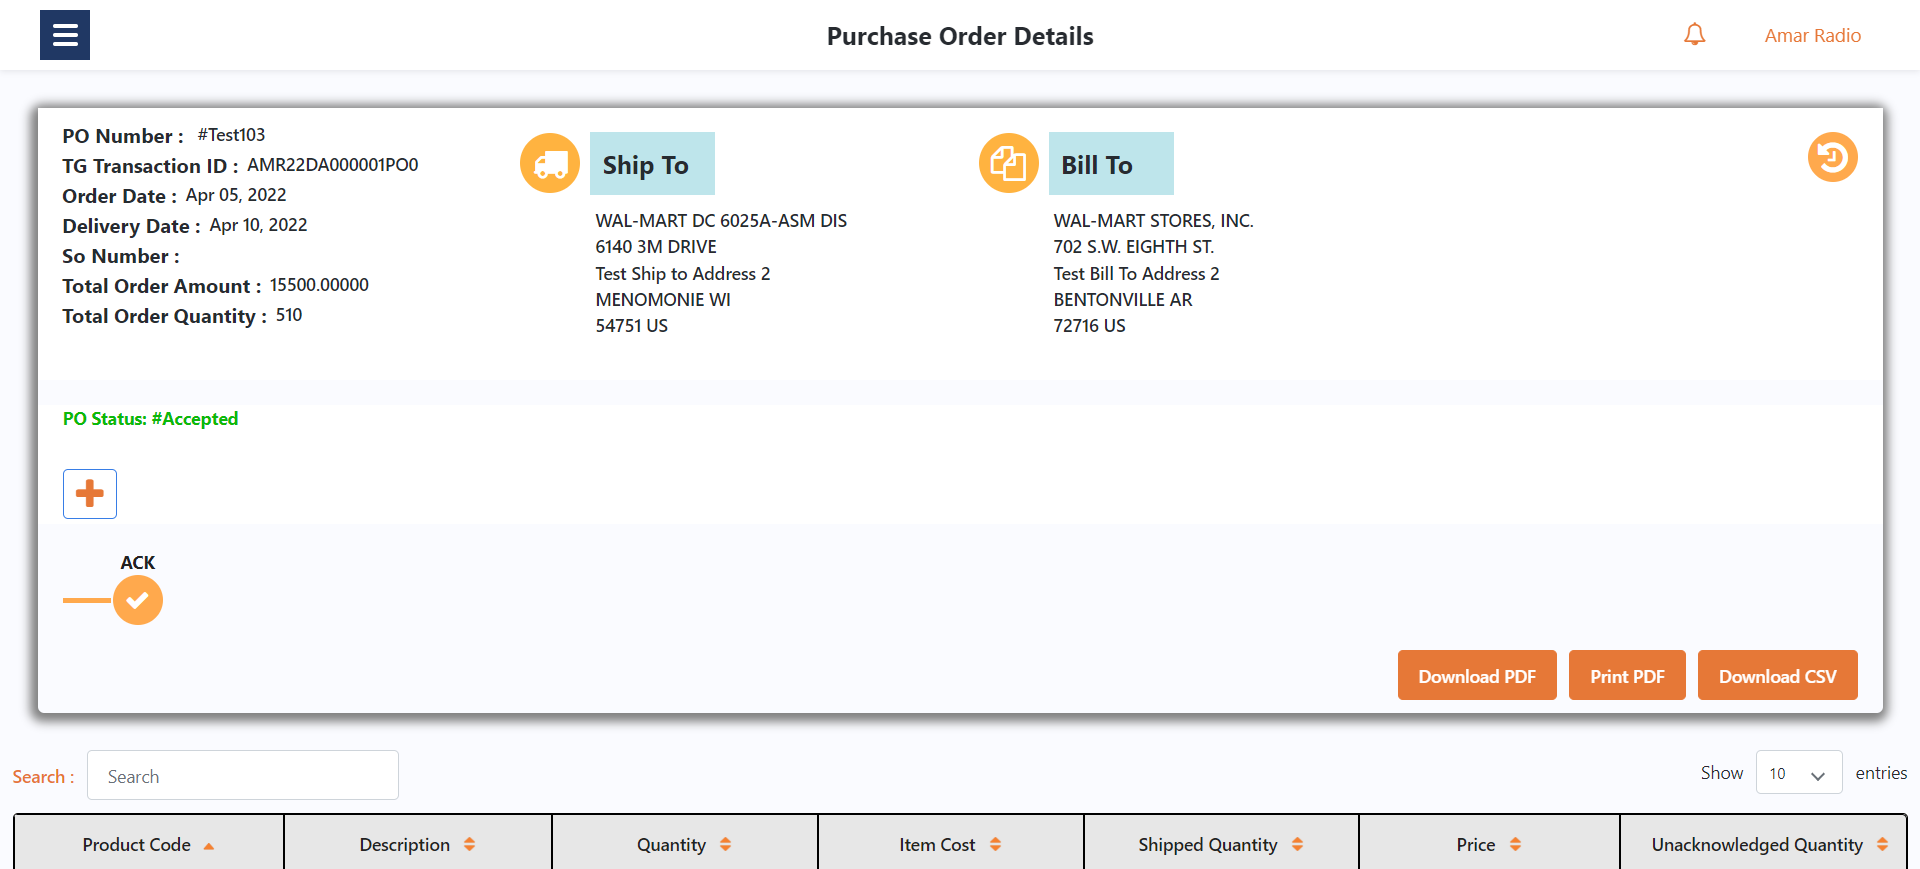 Purchase Order Details
Amar Radio
PO Number : #Test103
TG Transaction ID : AMR22DA000001PO0
Order Date : Apr 05, 2022
Delivery Date : Apr 10, 2022
So Number :
Total Order Amount : 15500.00000
Total Order Quantity : 510
Ship To
WAL-MART DC 6025A-ASM DIS
6140 3M DRIVE
Test Ship to Address 2
MENOMONIE WI
54751 US
Bill To
WAL-MART STORES, INC.
702 S.W. EIGHTH ST.
Test Bill To Address 2
BENTONVILLE AR
72716 US
PO Status: #Accepted
ACK
Download PDF
Print PDF
Download CSV
Search : Search
Show 10 entries
Product Code Description Quantity Item Cost Shipped Quantity Price Unacknowledged Quantity